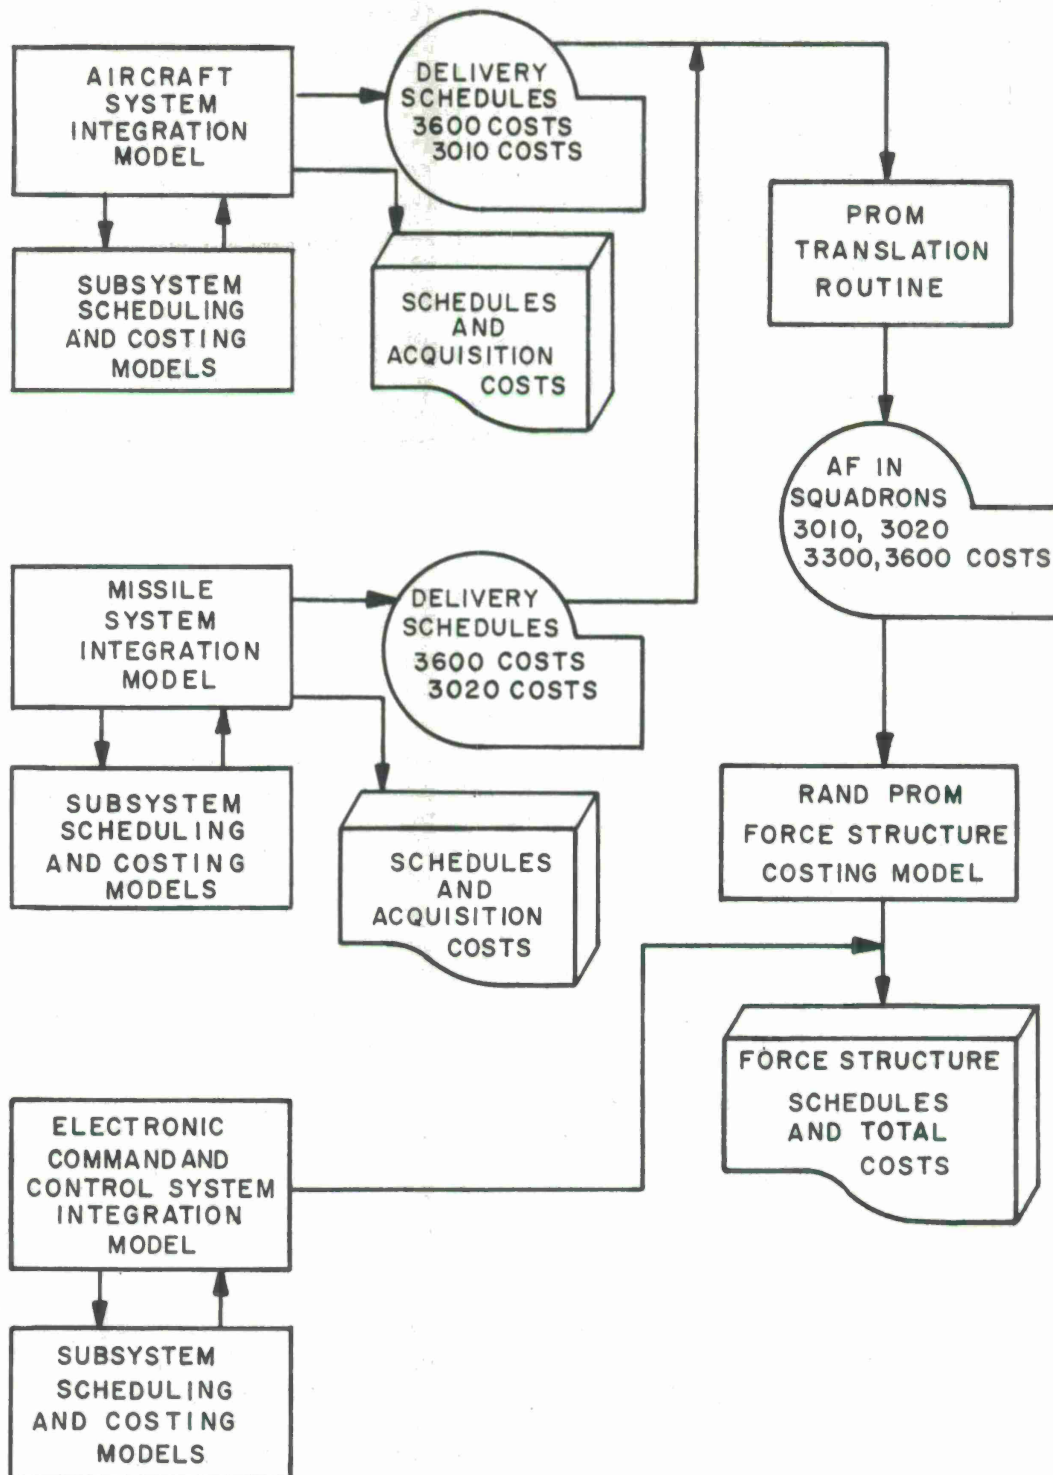 AIRCRAFT
SYSTEM
INTEGRATION
MODEL
SUBSYSTEM
SCHEDULING
AND COSTING
MODELS
DELIVERY
SCHEDULES
3600 COSTS
3010 COSTS
SCHEDULES
AND
ACQUISITION
COSTS
PROM
TRANSLATION
ROUTINE
AF IN
SQUADRONS
3010, 3020
3300, 3600 COSTS
MISSILE
SYSTEM
INTEGRATION
MODEL
SUBSYSTEM
SCHEDULING
AND COSTING
MODELS
DELIVERY
SCHEDULES
3600 COSTS
3020 COSTS
SCHEDULES
AND
ACQUISITION
COSTS
RAND PROM
FORCE STRUCTURE
COSTING MODEL
FORCE STRUCTURE
SCHEDULES
AND TOTAL
COSTS
ELECTRONIC
COMMAND AND
CONTROL SYSTEM
INTEGRATION
MODEL
SUBSYSTEM
SCHEDULING
AND COSTING
MODELS